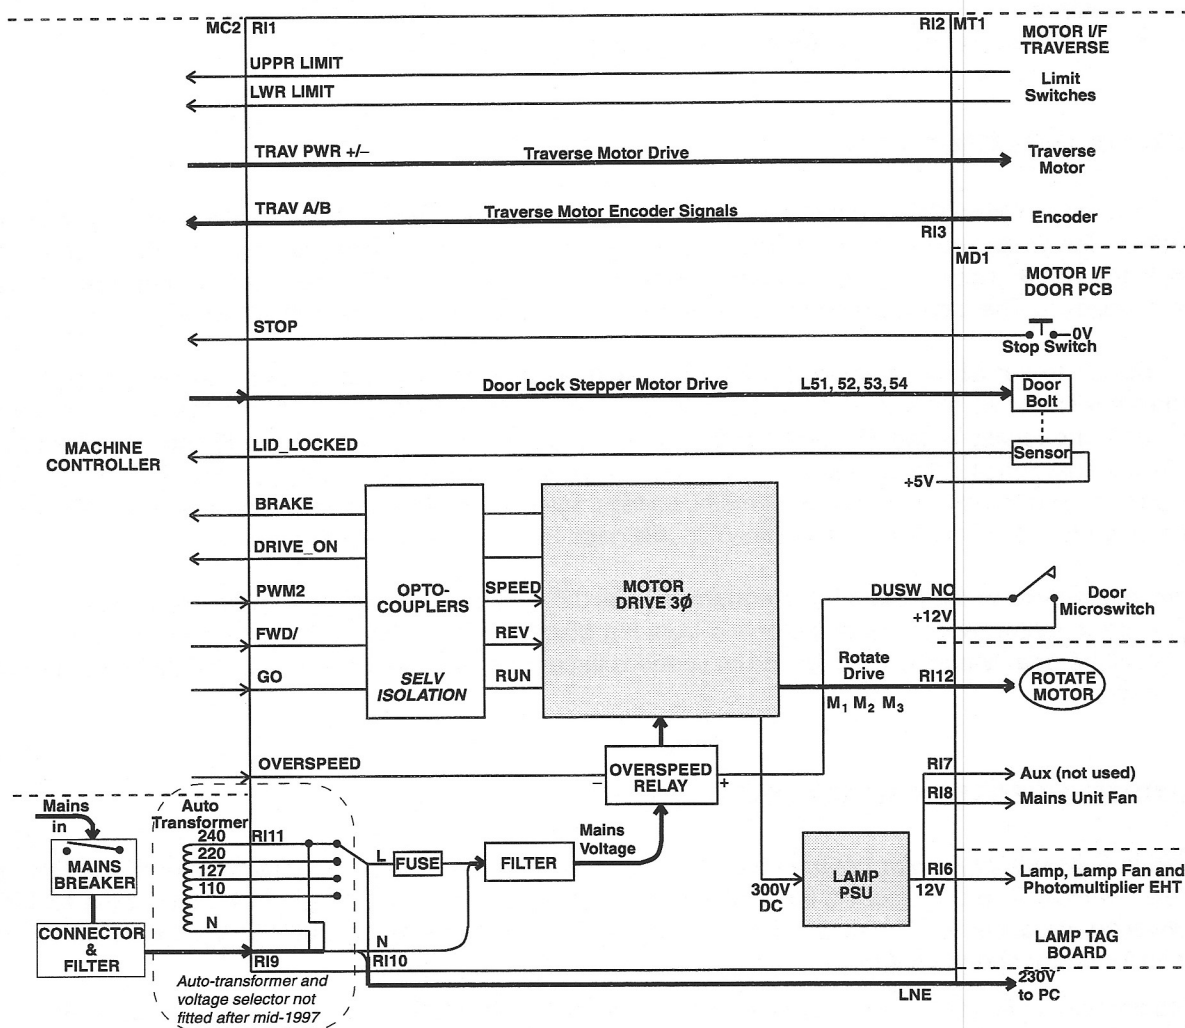 MC2 RI1
RI2 MT1
MOTOR I/F
TRAVERSE
UPPR LIMIT
LWR LIMIT
Limit
Switches
TRAV PWR +/–
Traverse Motor Drive
Traverse
Motor
TRAV A/B
Traverse Motor Encoder Signals
Encoder
RI3
MD1
MOTOR I/F
DOOR PCB
STOP
0V
Stop Switch
Door Lock Stepper Motor Drive
L51, 52, 53, 54
Door
Bolt
MACHINE
CONTROLLER
LID_LOCKED
Sensor
+5V
BRAKE
DRIVE_ON
PWM2
FWD/
GO
OPTO-
COUPLERS
SELV
ISOLATION
SPEED
REV
RUN
MOTOR
DRIVE 3Ø
DUSW_NO
+12V
Door
Microswitch
Rotate
Drive
RI12
M1 M2 M3
ROTATE
MOTOR
OVERSPEED
– OVERSPEED +
RELAY
RI7
Aux (not used)
RI8
Mains Unit Fan
Mains
in
Auto
Transformer
240 RI11
220
127
110
N
MAINS
BREAKER
CONNECTOR
&
FILTER
L
FUSE
FILTER
Mains
Voltage
300V
DC
LAMP
PSU
RI6
12V
Lamp, Lamp Fan and
Photomultiplier EHT
N
RI9
RI10
LAMP TAG
BOARD
Auto-transformer and
voltage selector not
fitted after mid-1997
LNE
230V
to PC